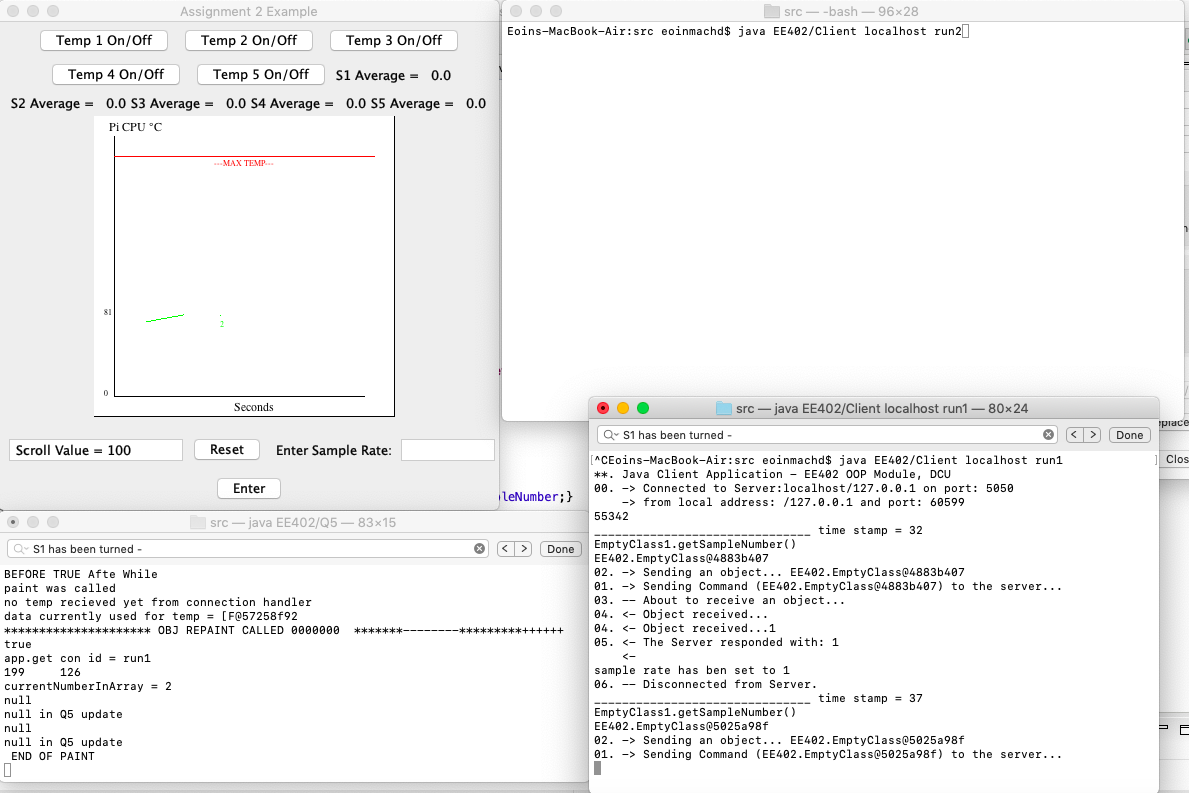 Assignment 2 Example
Temp 1 On/Off
Temp 2 On/Off
Temp 3 On/Off
Temp 4 On/Off
Temp 5 On/Off
S1 Average = 0.0
S2 Average = 0.0 S3 Average = 0.0 S4 Average = 0.0 S5 Average = 0.0
Pi CPU °C
---MAX TEMP---
81
2
0
Seconds
Scroll Value = 100
Reset
Enter Sample Rate:
Enter
src — -bash — 96×28
Eoins-MacBook-Air:src eoinmachd$ java EE402/Client localhost run2
leNumber;}
place
Clos
src — java EE402/Q5 — 83×15
S1 has been turned -
< >
Done
BEFORE TRUE Afte While
paint was called
no temp recieved yet from connection handler
data currently used for temp = [F@57258f92
********************* OBJ REPAINT CALLED 0000000 *******--------*********++++++
true
app.get con id = run1
199 126
currentNumberInArray = 2
null
null in Q5 update
null
null in Q5 update
END OF PAINT
src — java EE402/Client localhost run1 — 80×24
S1 has been turned -
< >
Done
[^CEoins-MacBook-Air:src eoinmachd$ java EE402/Client localhost run1 ]
**. Java Client Application - EE402 OOP Module, DCU
00. -> Connected to Server:localhost/127.0.0.1 on port: 5050
-> from local address: /127.0.0.1 and port: 60599
55342
_______________________________ time stamp = 32
EmptyClass1.getSampleNumber()
EE402.EmptyClass@4883b407
02. -> Sending an object... EE402.EmptyClass@4883b407
01. -> Sending Command (EE402.EmptyClass@4883b407) to the server...
03. -- About to receive an object...
04. <- Object received...
04. <- Object received...1
05. <- The Server responded with: 1
<-
sample rate has ben set to 1
06. -- Disconnected from Server.
_______________________________ time stamp = 37
EmptyClass1.getSampleNumber()
EE402.EmptyClass@5025a98f
02. -> Sending an object... EE402.EmptyClass@5025a98f
01. -> Sending Command (EE402.EmptyClass@5025a98f) to the server...